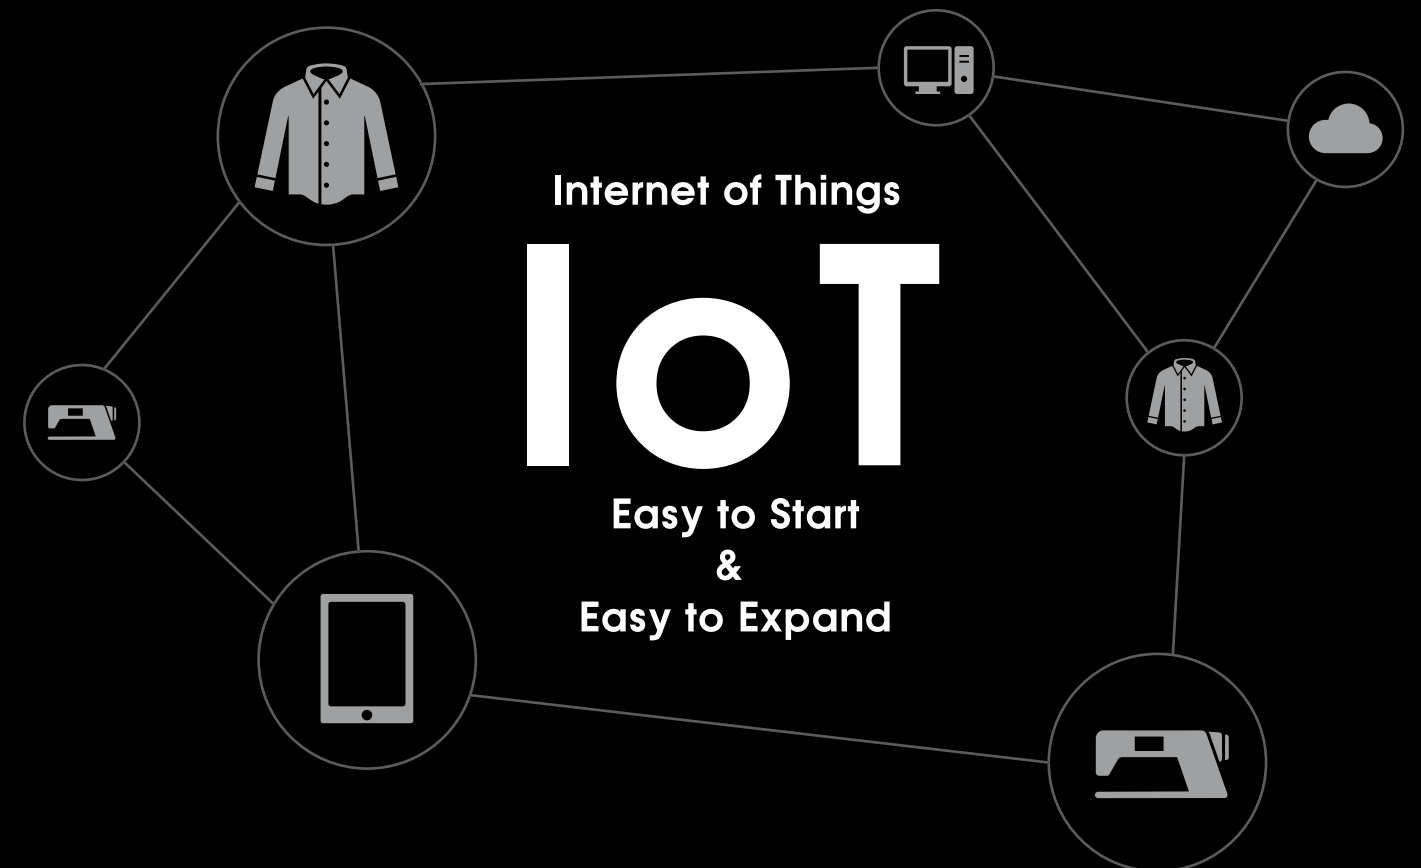 Internet of Things
IoT
Easy to Start
&
Easy to Expand